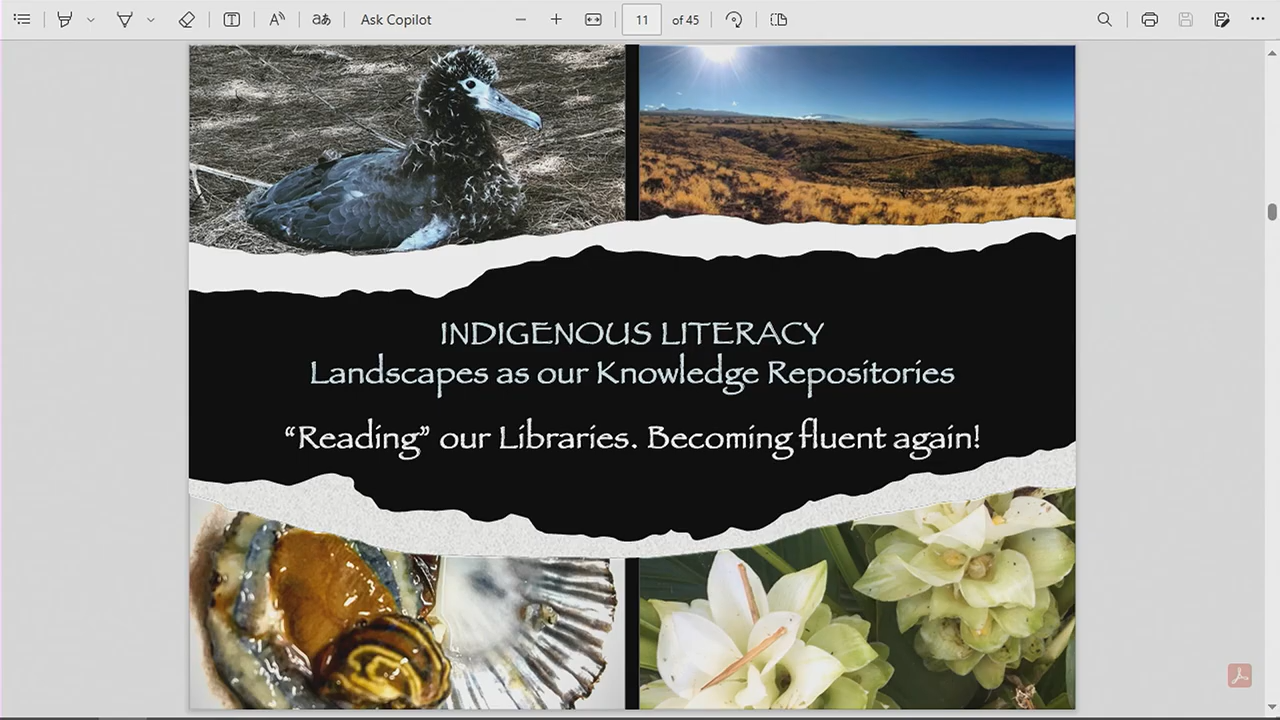 Ask Copilot
11 of 45
INDIGENOUS LITERACY
Landscapes as our Knowledge Repositories
“Reading” our Libraries. Becoming fluent again!